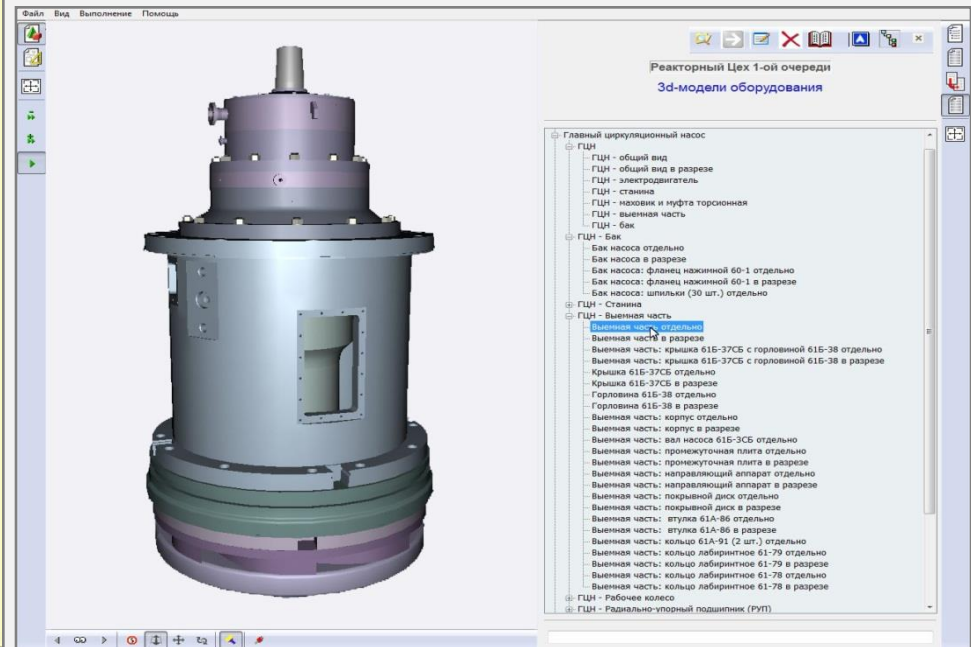 Файл Вид Выполнение Помощь
Реакторный Цех 1-ой очереди
3d-модели оборудования
Главный циркуляционный насос
ГЦН
ГЦН - общий вид
ГЦН - общий вид в разрезе
ГЦН - электродвигатель
ГЦН - станина
ГЦН - маховик и муфта торсионная
ГЦН - выемная часть
ГЦН - бак
ГЦН - Бак
Бак насоса отдельно
Бак насоса в разрезе
Бак насоса: фланец нажимной 60-1 отдельно
Бак насоса: фланец нажимной 60-1 в разрезе
Бак насоса: шпильки (30 шт.) отдельно
ГЦН - Станина
ГЦН - Выемная часть
Выемная часть отдельно
Выемная часть в разрезе
Выемная часть: крышка 61Б-37СБ с горловиной 61Б-38 отдельно
Выемная часть: крышка 61Б-37СБ с горловиной 61Б-38 в разрезе
Крышка 61Б-37СБ отдельно
Крышка 61Б-37СБ в разрезе
Горловина 61Б-38 отдельно
Горловина 61Б-38 в разрезе
Выемная часть: корпус отдельно
Выемная часть: корпус в разрезе
Выемная часть: вал насоса 61Б-3СБ отдельно
Выемная часть: промежуточная плита отдельно
Выемная часть: промежуточная плита в разрезе
Выемная часть: направляющий аппарат отдельно
Выемная часть: направляющий аппарат в разрезе
Выемная часть: покрывной диск отдельно
Выемная часть: покрывной диск в разрезе
Выемная часть: втулка 61А-86 отдельно
Выемная часть: втулка 61А-86 в разрезе
Выемная часть: кольцо 61А-91 (2 шт.) отдельно
Выемная часть: кольцо лабиринтное 61-79 отдельно
Выемная часть: кольцо лабиринтное 61-79 в разрезе
Выемная часть: кольцо лабиринтное 61-78 отдельно
Выемная часть: кольцо лабиринтное 61-78 в разрезе
ГЦН - Рабочее колесо
ГЦН - Радиально-упорный подшипник (РУП)